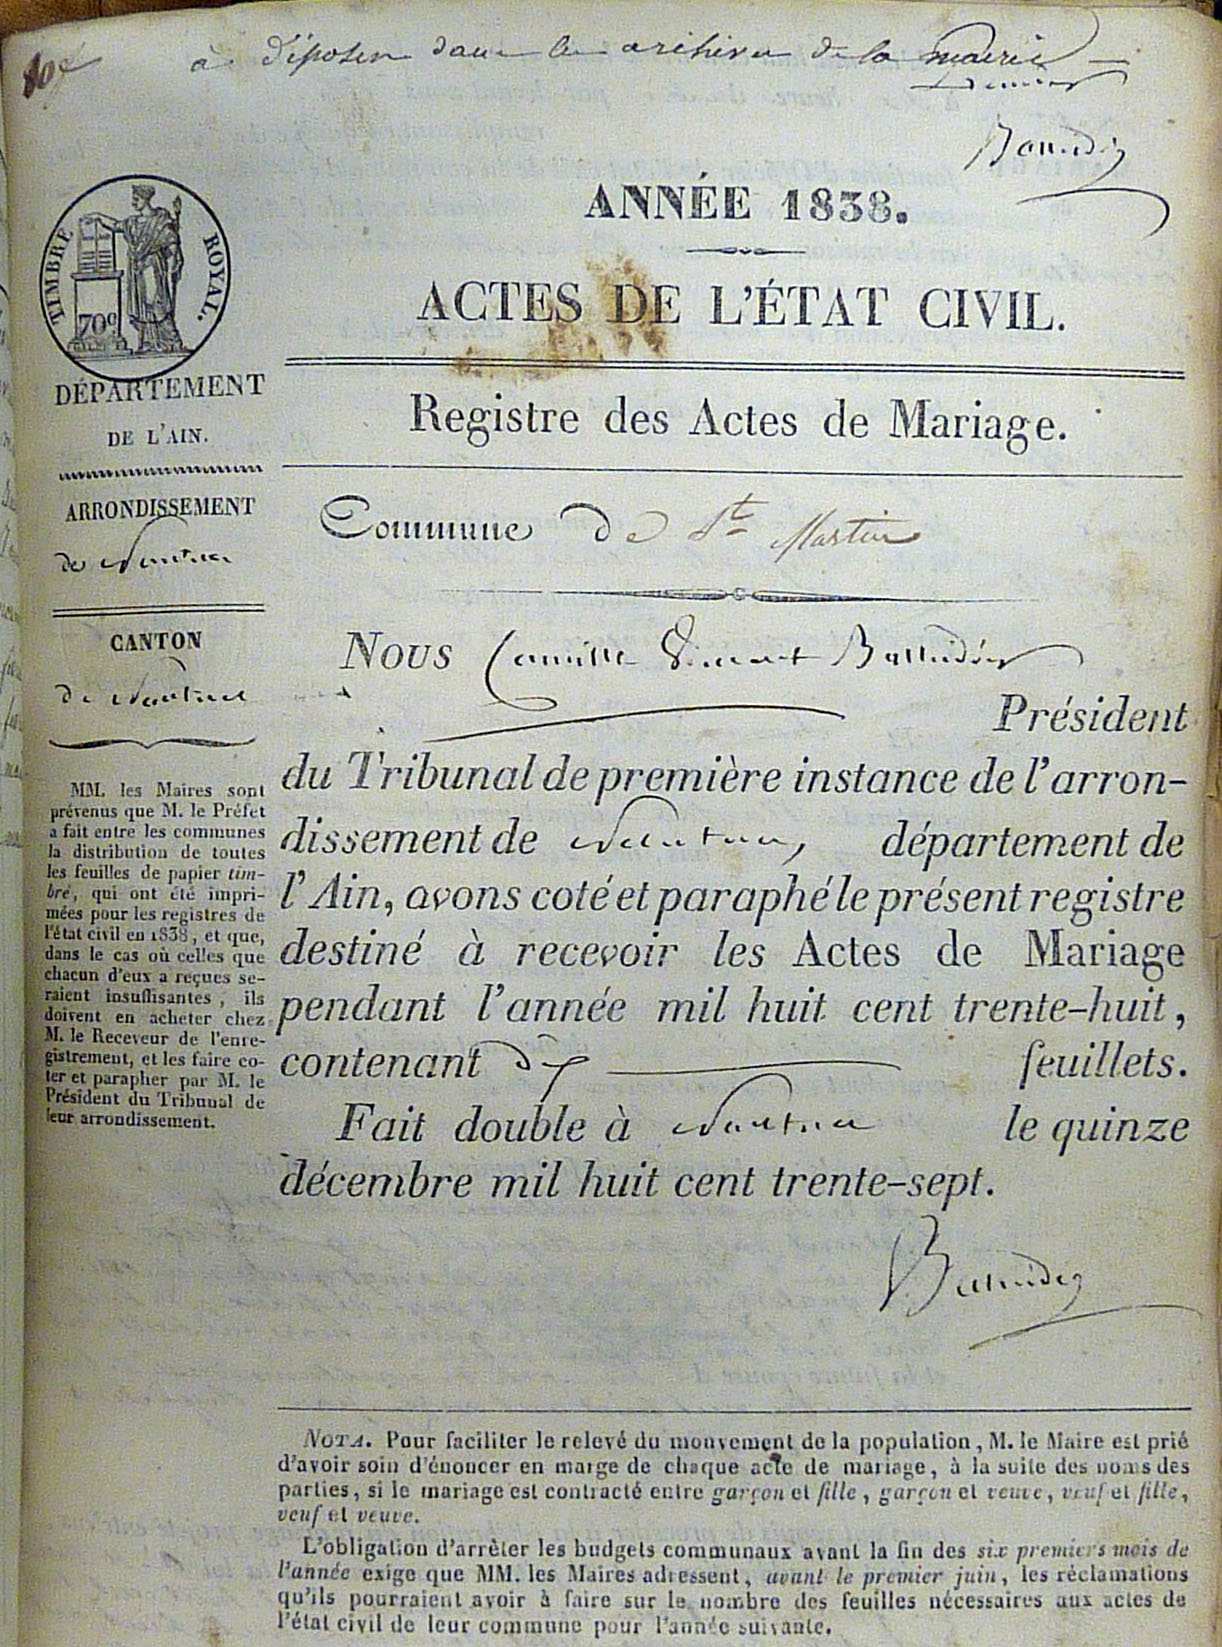 à déposer dans les archives de la mairie
ANNÉE 1838.
TIMBRE ROYAL.
70c
ACTES DE L'ÉTAT CIVIL.
DÉPARTEMENT
DE L'AIN.
Registre des Actes de Mariage.
ARRONDISSEMENT
de Nantua
Commune de St Martin
CANTON
de Nantua
Nous Camille Vincent
Président
du Tribunal de première instance de l'arron-
dissement de Nantua, département de
l'Ain, avons coté et paraphé le présent registre
destiné à recevoir les Actes de Mariage
pendant l'année mil huit cent trente-huit,
contenant dix feuillets.
Fait double à Nantua le quinze
décembre mil huit cent trente-sept.
MM. les Maires sont
prévenus que M. le Préfet
a fait entre les communes
la distribution de toutes
les feuilles de papier tim-
bré, qui ont été impri-
mées pour les registres de
l'état civil en 1838, et que,
dans le cas où celles que
chacun d'eux a reçues se-
raient insuffisantes, ils
doivent en acheter chez
M. le Receveur de l'enre-
gistrement, et les faire co-
ter et parapher par M. le
Président du Tribunal de
leur arrondissement.
NOTA. Pour faciliter le relevé du mouvement de la population, M. le Maire est prié
d'avoir soin d'énoncer en marge de chaque acte de mariage, à la suite des noms des
parties, si le mariage est contracté entre garçon et fille, garçon et veuve, veuf et fille,
veuf et veuve.
L'obligation d'arrêter les budgets communaux avant la fin des six premiers mois de
l'année exige que MM. les Maires adressent, avant le premier juin, les réclamations
qu'ils pourraient avoir à faire sur le nombre des feuilles nécessaires aux actes de
l'état civil de leur commune pour l'année suivante.